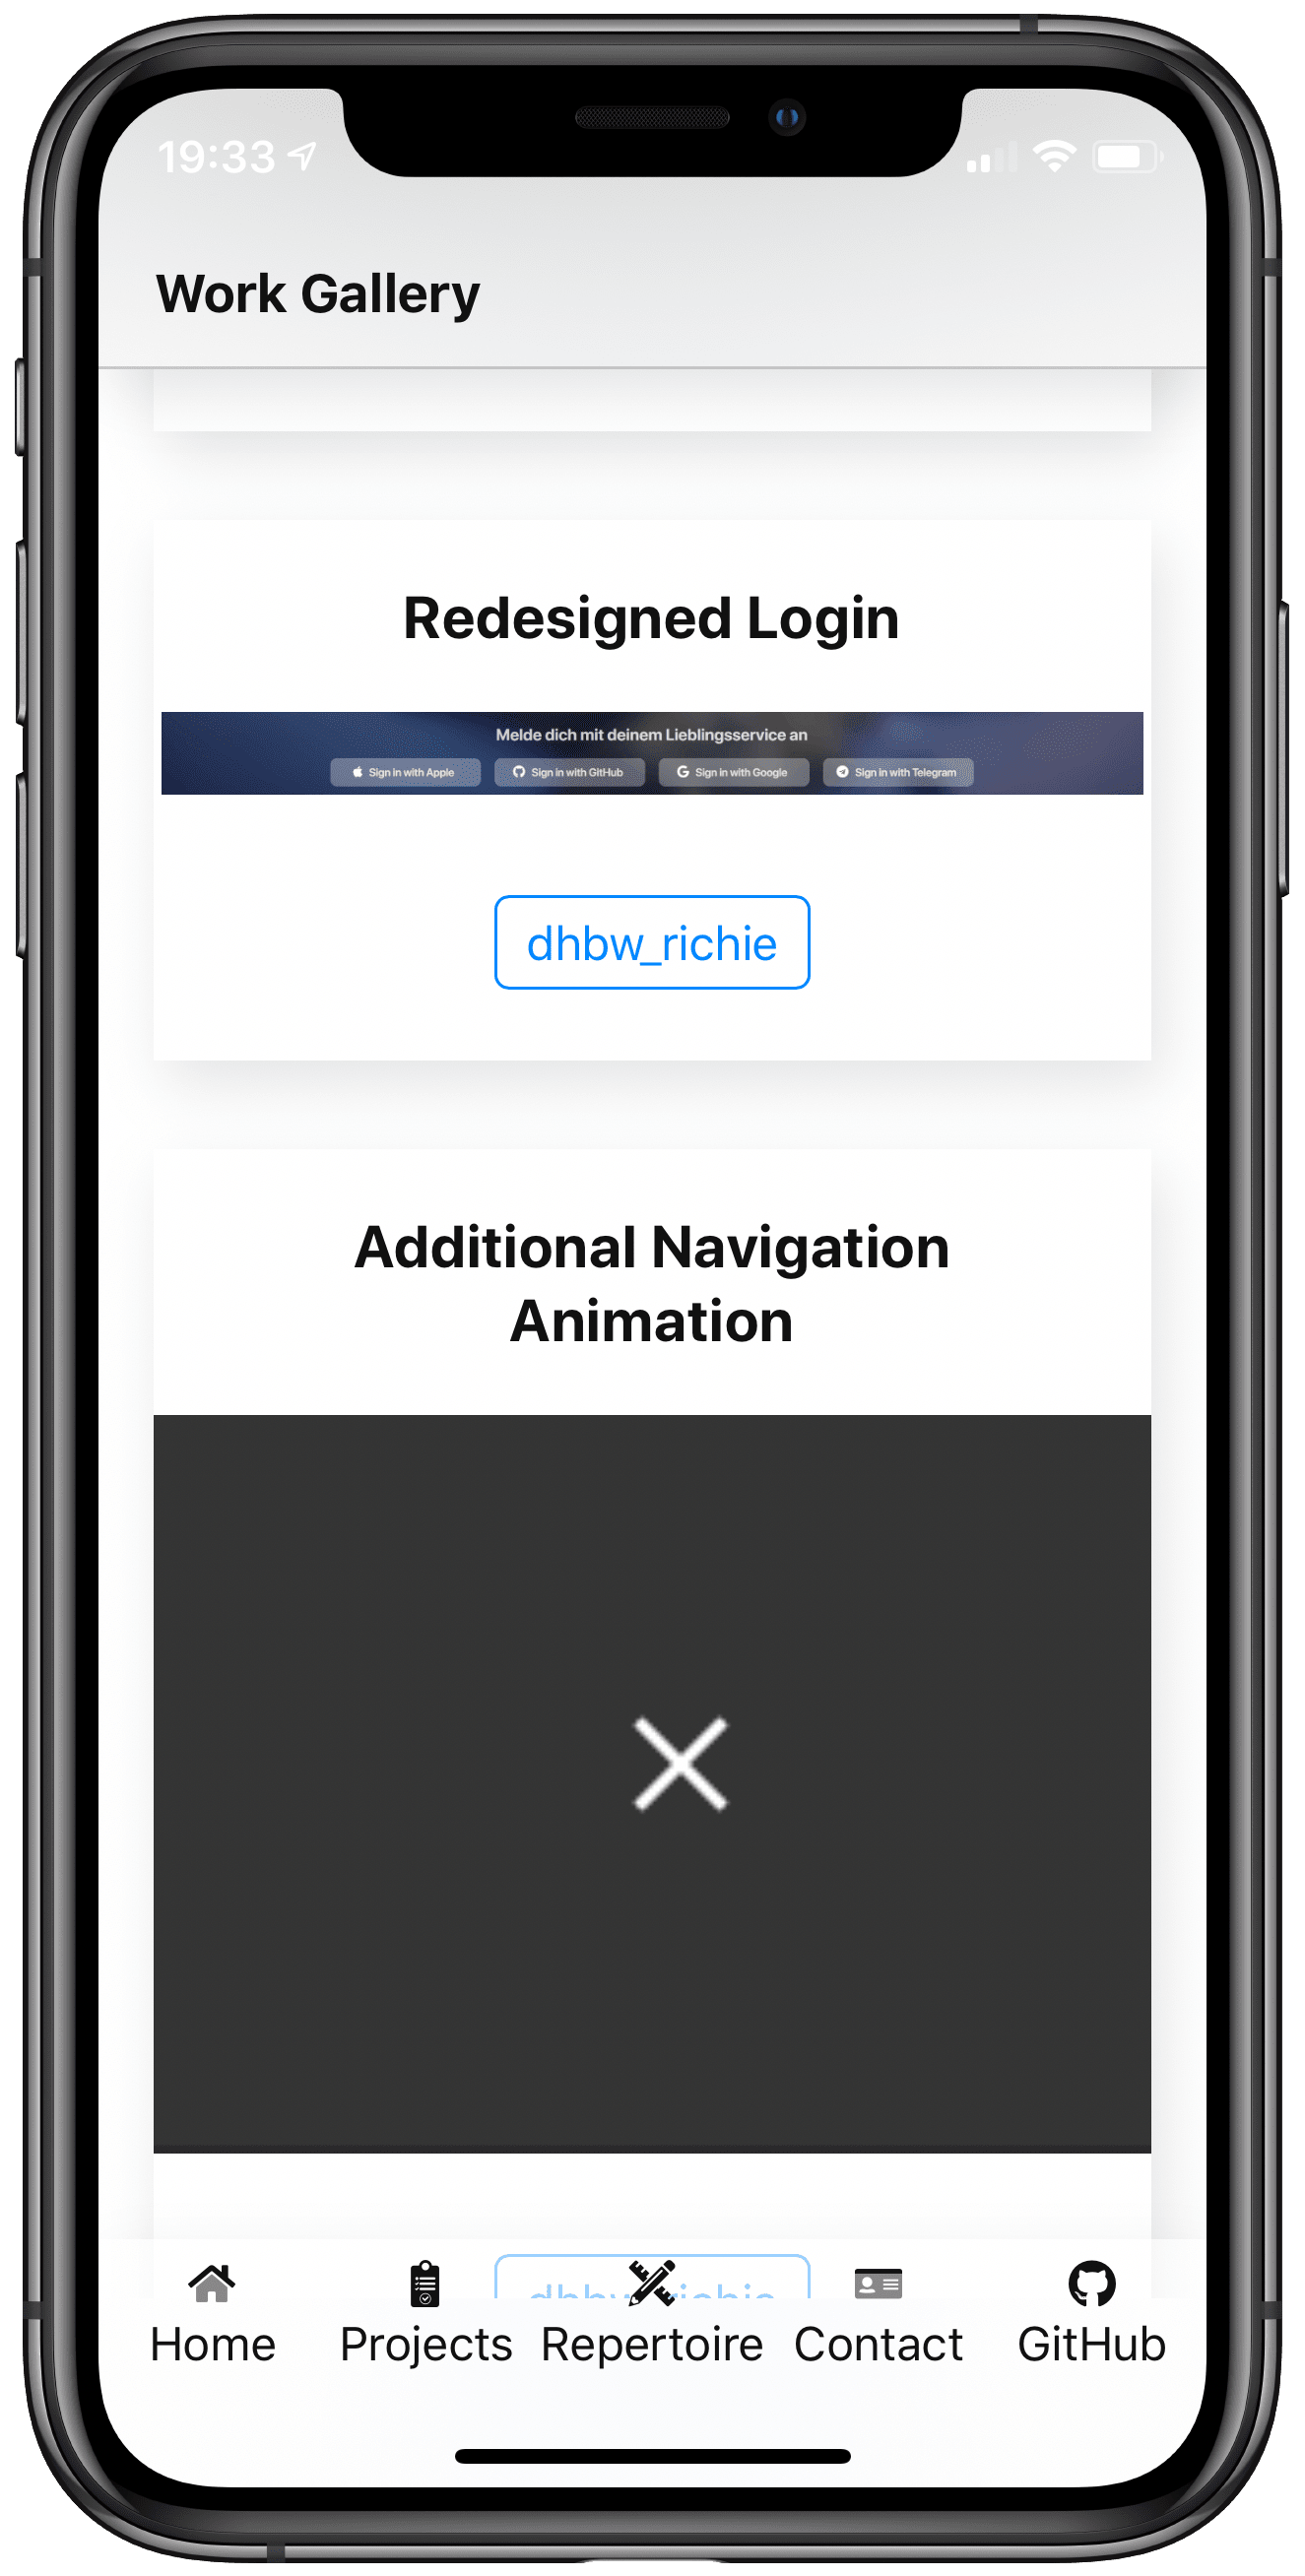 19:33
Work Gallery
Redesigned Login
Melde dich mit deinem Lieblingsservice an
Sign in with Apple
Sign in with GitHub
Sign in with Google
Sign in with Telegram
dhbw_richie
Additional Navigation
Animation
dhbw_richie
Home
Projects
Repertoire
Contact
GitHub